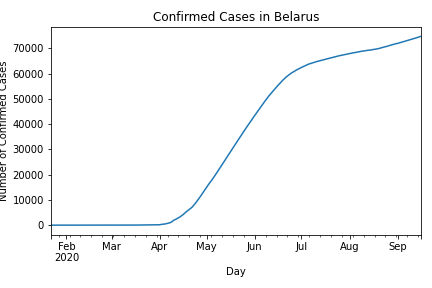 Confirmed Cases in Belarus
Number of Confirmed Cases
70000
60000
50000
40000
30000
20000
10000
0
Feb Mar Apr May Jun Jul Aug Sep
2020
Day